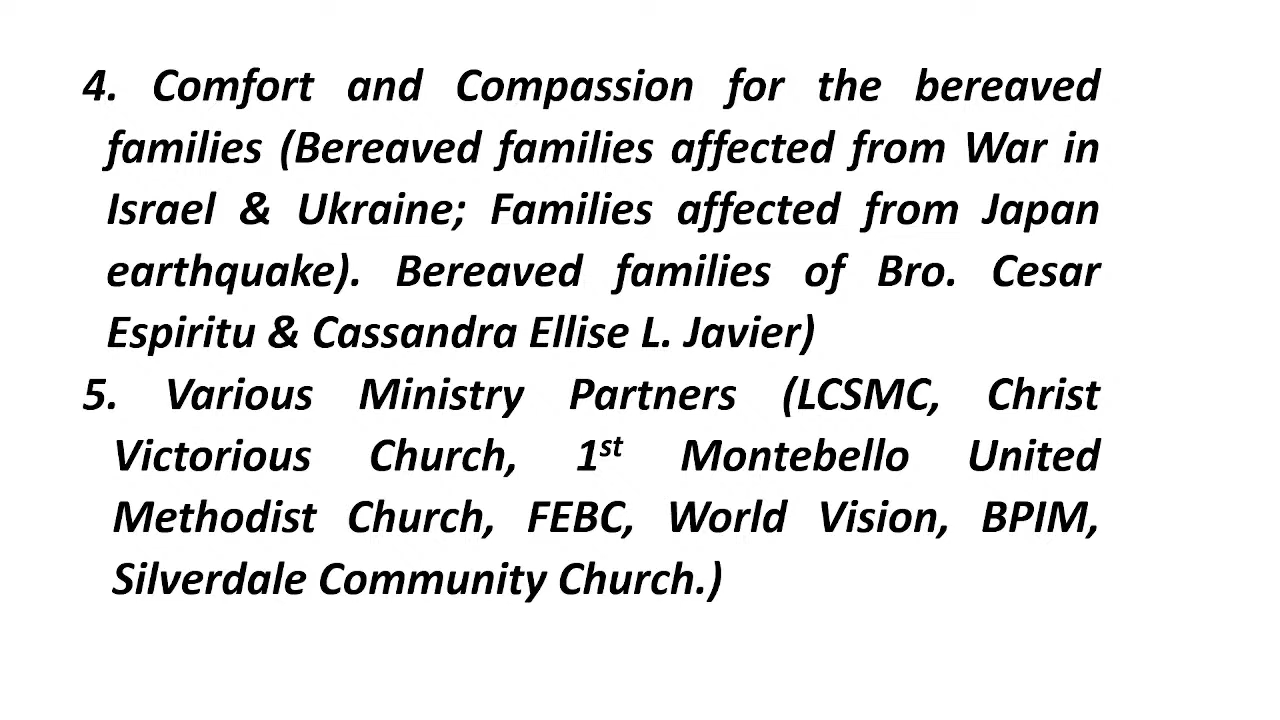 4. Comfort and Compassion for the bereaved
families (Bereaved families affected from War in
Israel & Ukraine; Families affected from Japan
earthquake). Bereaved families of Bro. Cesar
Espiritu & Cassandra Ellise L. Javier)
5. Various Ministry Partners (LCSMC, Christ
Victorious Church, 1st Montebello United
Methodist Church, FEBC, World Vision, BPIM,
Silverdale Community Church.)